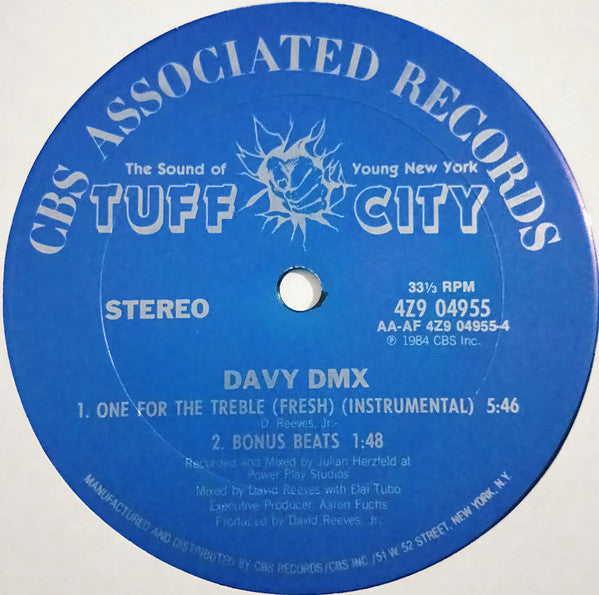 CBS ASSOCIATED RECORDS
The Sound of Young New York
TUFF CITY
STEREO
33⅓ RPM
4Z9 04955
AA-AF 4Z9 04955-4
℗ 1984 CBS Inc.
DAVY DMX
1. ONE FOR THE TREBLE (FRESH) (INSTRUMENTAL) 5:46
-D. Reeves, Jr.-
2. BONUS BEATS 1:48
Recorded and Mixed by Julian Herzfeld at
Power Play Studios
Mixed by David Reeves with Elai Tubo
Executive Producer: Aaron Fuchs
Produced by David Reeves, Jr.
MANUFACTURED AND DISTRIBUTED BY CBS RECORDS/CBS INC./51 W. 52 STREET, NEW YORK, N.Y.